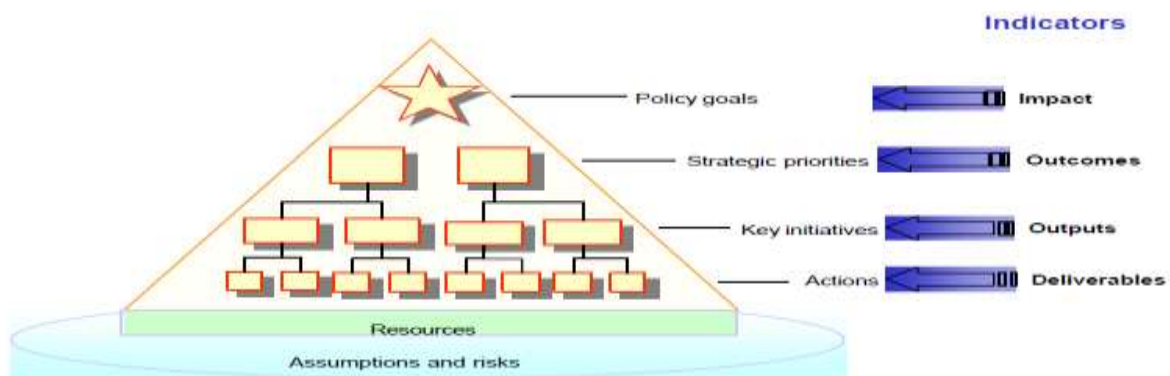 Indicators
Policy goals
Impact
Strategic priorities
Outcomes
Key initiatives
Outputs
Actions
Deliverables
Resources
Assumptions and risks